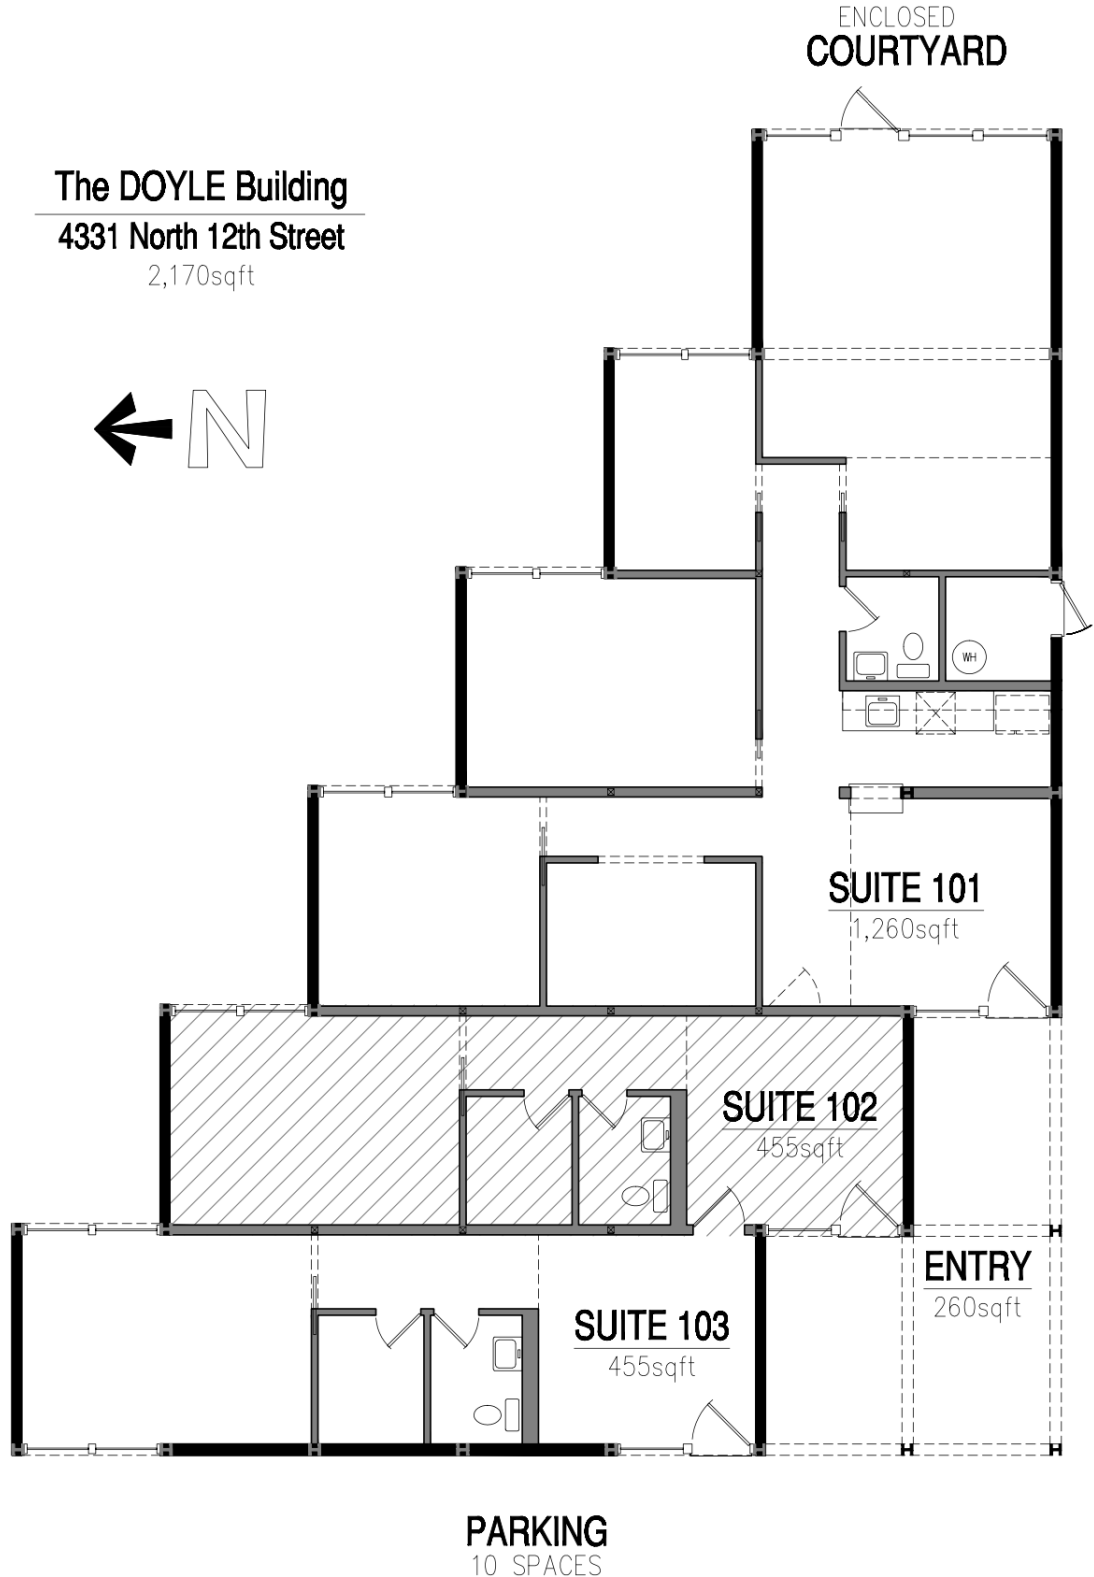 ENCLOSED
COURTYARD
The DOYLE Building
4331 North 12th Street
2,170sqft
N
WH
SUITE 101
1,260sqft
SUITE 102
455sqft
ENTRY
260sqft
SUITE 103
455sqft
PARKING
10 SPACES